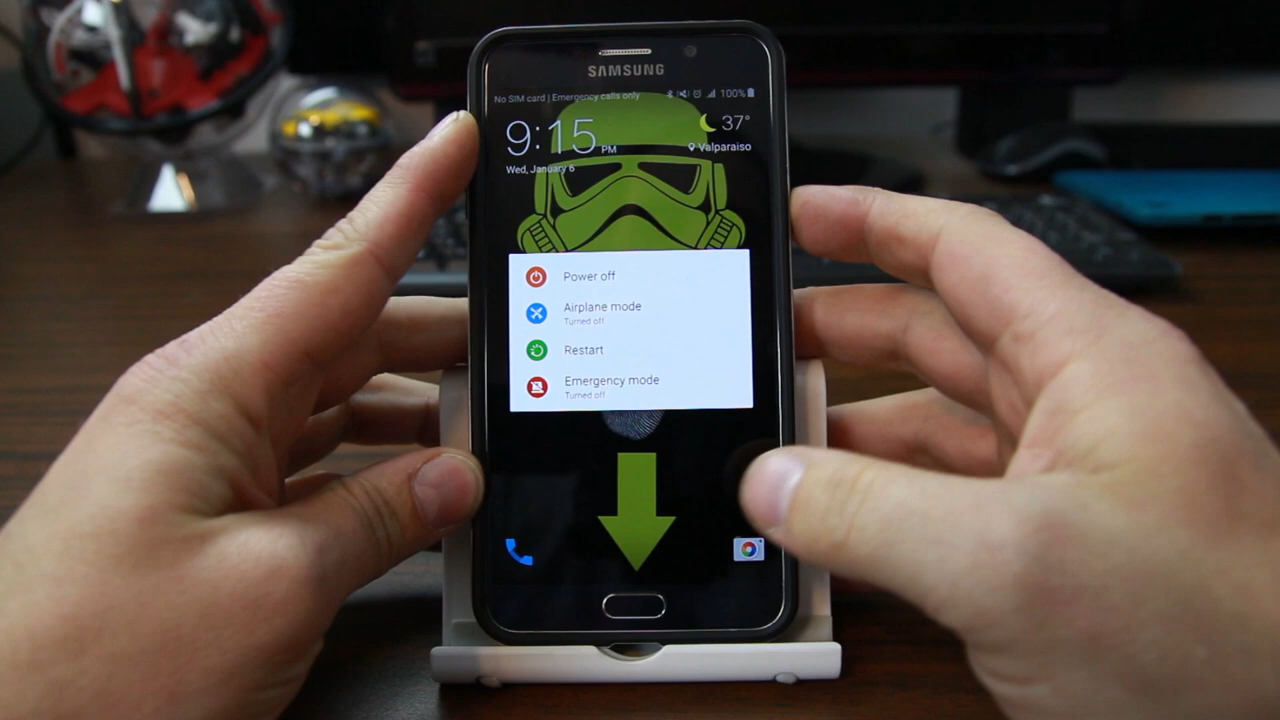 SAMSUNG
No SIM card | Emergency calls only
100%
9:15 PM
37°
Valparaiso
Wed, January 6
Power off
Airplane mode
Turned off
Restart
Emergency mode
Turned off